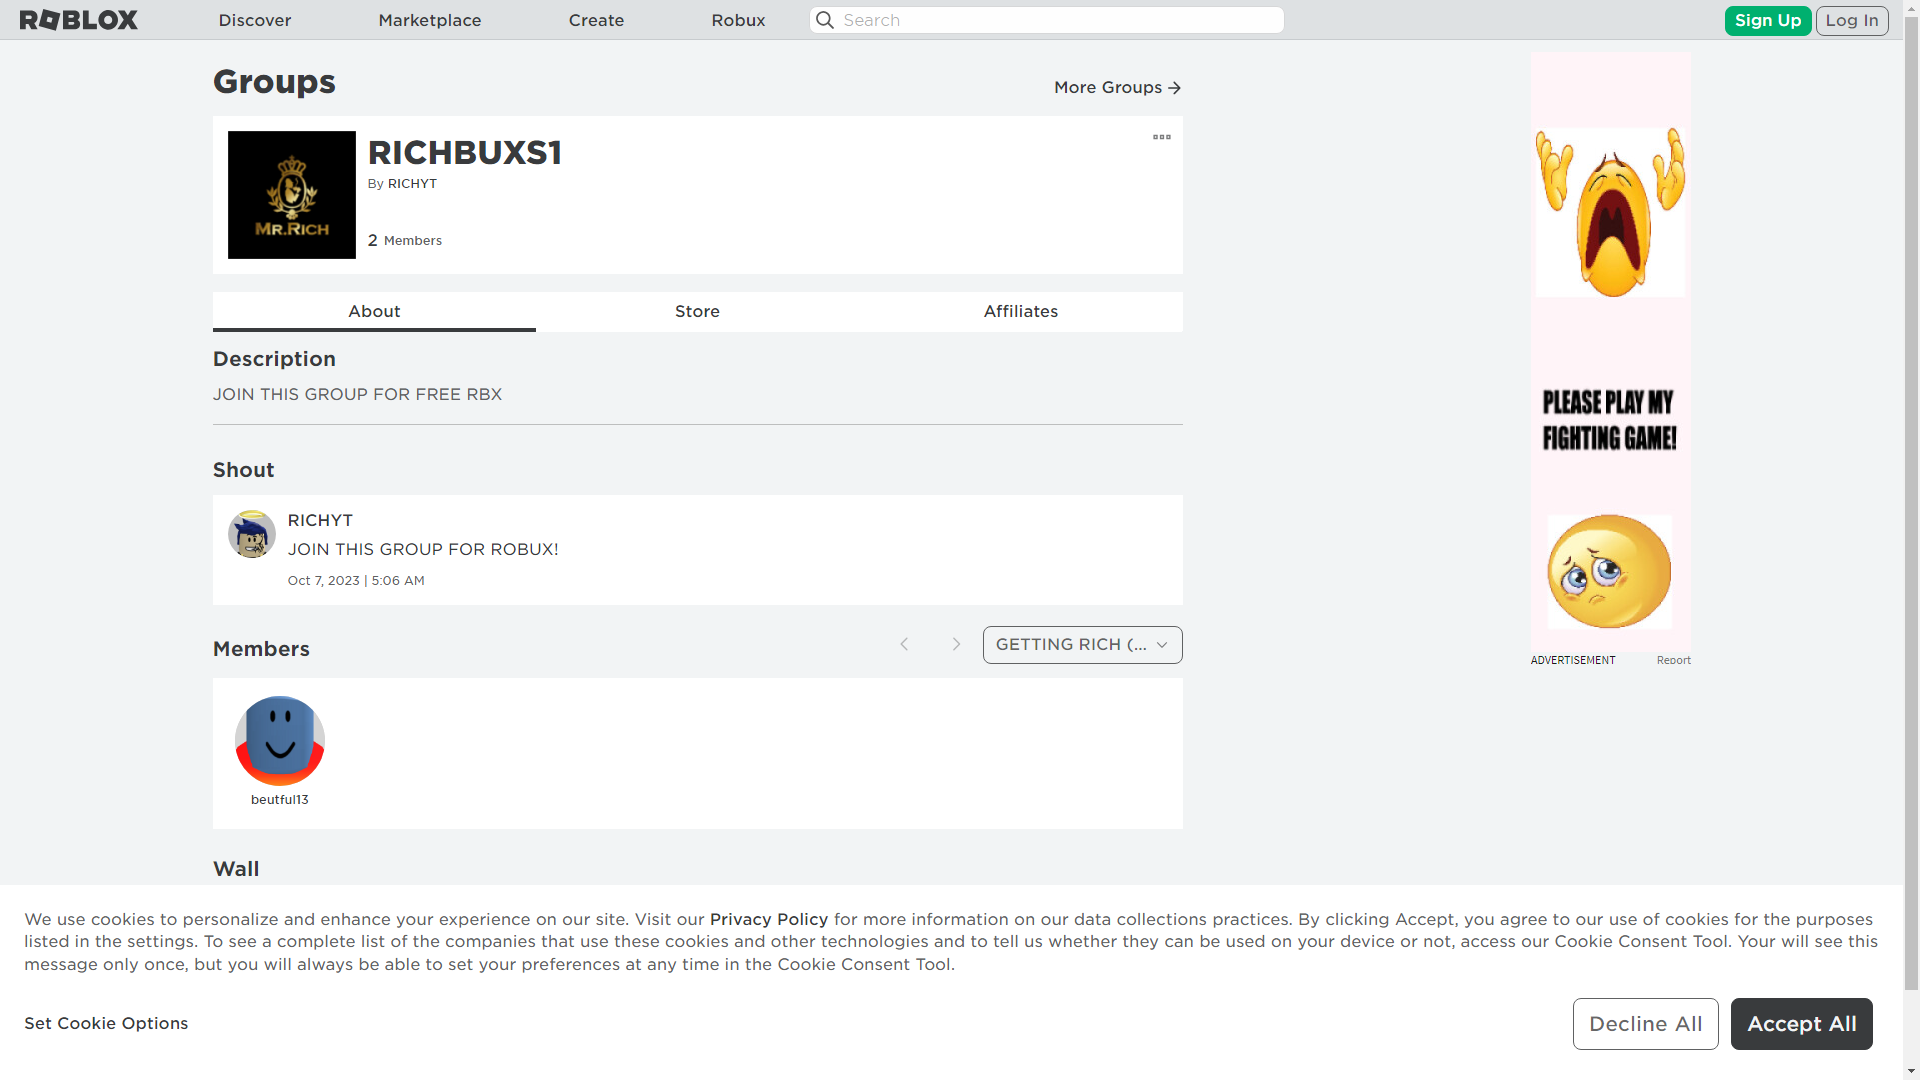 ROBLOX
Discover
Marketplace
Create
Robux
Search
Sign Up
Log In
Groups
More Groups
MR.RICH
RICHBUXS1
By RICHYT
2 Members
About
Store
Affiliates
Description
JOIN THIS GROUP FOR FREE RBX
Shout
RICHYT
JOIN THIS GROUP FOR ROBUX!
Oct 7, 2023 | 5:06 AM
Members
GETTING RICH (...
beutful13
Wall
PLEASE PLAY MY
FIGHTING GAME!
ADVERTISEMENT
Report
We use cookies to personalize and enhance your experience on our site. Visit our Privacy Policy for more information on our data collections practices. By clicking Accept, you agree to our use of cookies for the purposes
listed in the settings. To see a complete list of the companies that use these cookies and other technologies and to tell us whether they can be used on your device or not, access our Cookie Consent Tool. Your will see this
message only once, but you will always be able to set your preferences at any time in the Cookie Consent Tool.
Set Cookie Options
Decline All
Accept All